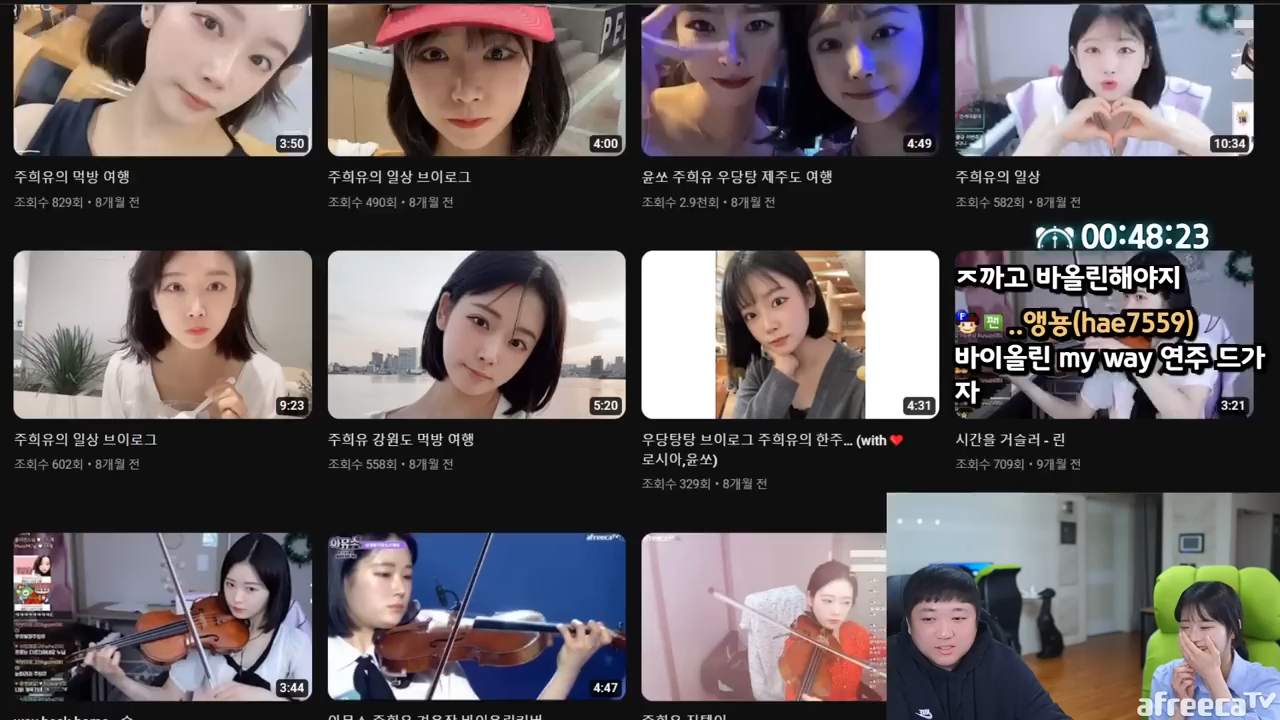 PE
3:50
4:00
4:49
10:34
주희유의 먹방 여행
주희유의 일상 브이로그
윤쏘 주희유 우당탕 제주도 여행
주희유의 일상
조회수 829회 • 8개월 전
조회수 490회 • 8개월 전
조회수 2.9천회 • 8개월 전
조회수 582회 • 8개월 전
00:48:23
ㅈ까고 바올린해야지
..앵뇽(hae7559)
바이올린 my way 연주 드가
자
9:23
5:20
4:31
3:21
주희유의 일상 브이로그
주희유 강원도 먹방 여행
우당탕탕 브이로그 주희유의 한주... (with❤
로시아,윤쏘)
시간을 거슬러 - 린
조회수 602회 • 8개월 전
조회수 558회 • 8개월 전
조회수 329회 • 8개월 전
조회수 709회 • 9개월 전
아뮤소
afreecaTV
3:44
4:47
afreecaTV